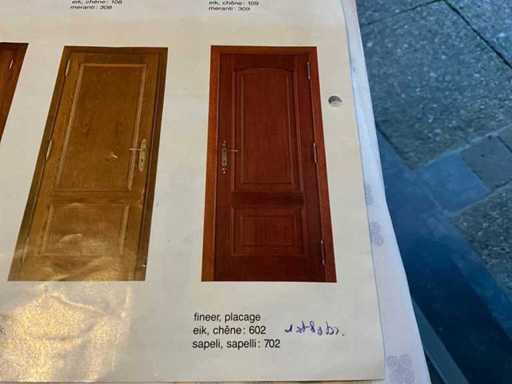 eik, chêne: 108
meranti: 308
eik, chêne: 109
meranti: 309
fineer, placage
eik, chêne: 602
sapeli, sapelli: 702